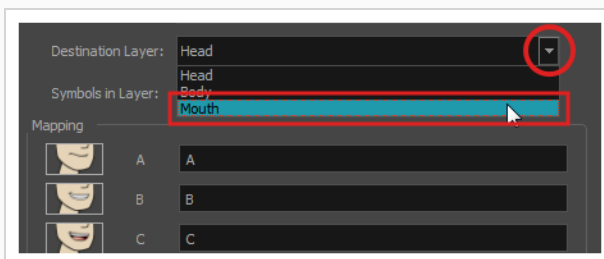 Destination Layer: Head
Head
Symbols in Layer: Body
Mouth
Mapping
A A
B B
C C